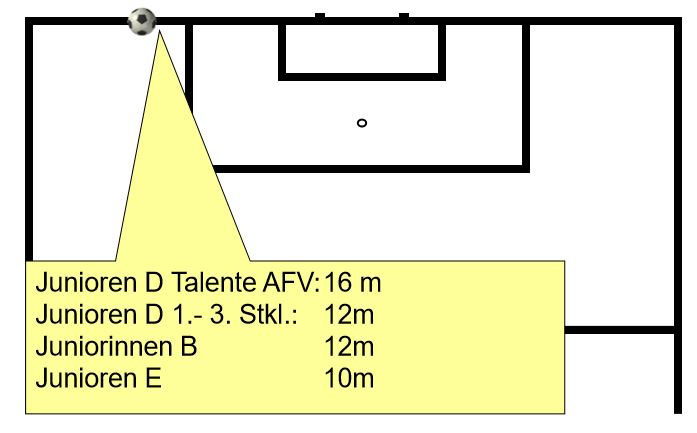 Junioren D Talente AFV: 16 m
Junioren D 1.- 3. Stkl.: 12m
Juniorinnen B 12m
Junioren E 10m